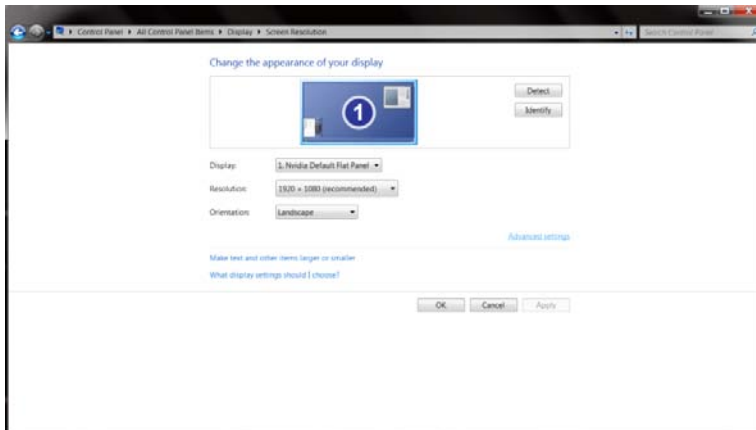 Control Panel ▸ All Control Panel Items ▸ Display ▸ Screen Resolution
Search Control Panel
Change the appearance of your display
1
Detect
Identify
Display: 1. Nvidia Default Flat Panel
Resolution: 1920 × 1080 (recommended)
Orientation: Landscape
Advanced settings
Make text and other items larger or smaller
What display settings should I choose?
OK Cancel Apply